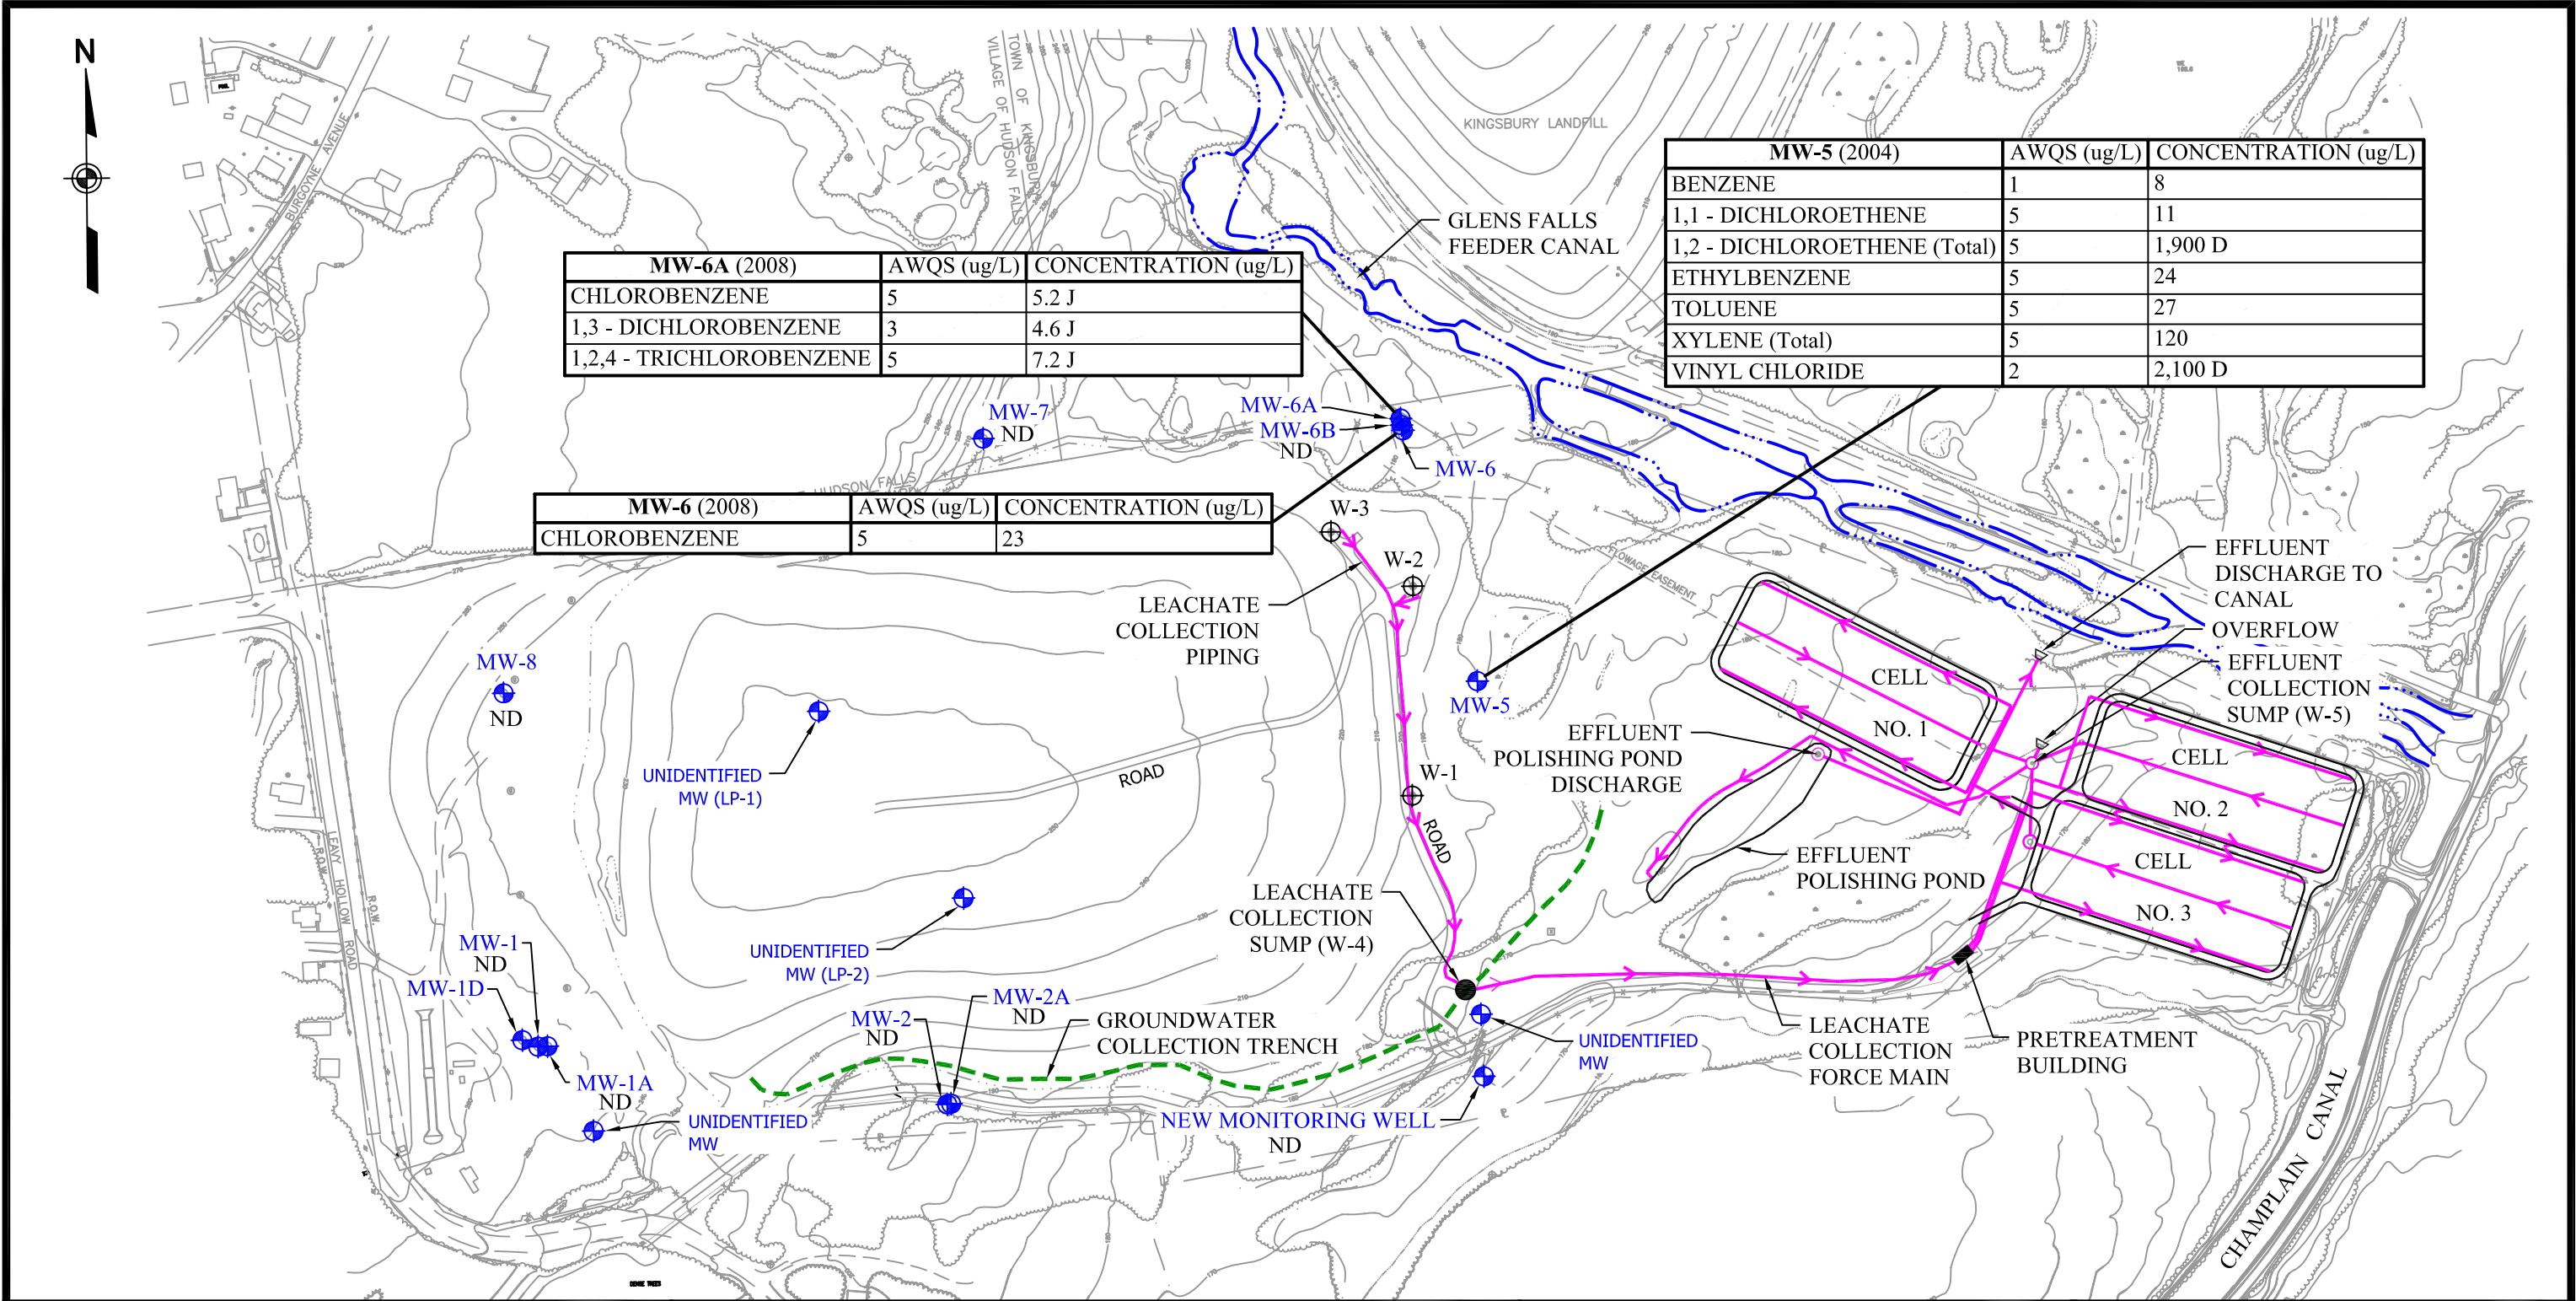 N
BURGOYNE AVENUE
TOWN OF KINGSBURY
VILLAGE OF HUDSON FALLS
KINGSBURY LANDFILL
GLENS FALLS
FEEDER CANAL
MW-5 (2004) AWQS (ug/L) CONCENTRATION (ug/L)
BENZENE 1 8
1,1 - DICHLOROETHENE 5 11
1,2 - DICHLOROETHENE (Total) 5 1,900 D
ETHYLBENZENE 5 24
TOLUENE 5 27
XYLENE (Total) 5 120
VINYL CHLORIDE 2 2,100 D
MW-6A (2008) AWQS (ug/L) CONCENTRATION (ug/L)
CHLOROBENZENE 5 5.2 J
1,3 - DICHLOROBENZENE 3 4.6 J
1,2,4 - TRICHLOROBENZENE 5 7.2 J
MW-7
ND
MW-6A
MW-6B
ND
MW-6
HUDSON FALLS
MW-6 (2008) AWQS (ug/L) CONCENTRATION (ug/L)
CHLOROBENZENE 5 23
W-3
W-2
FLOWAGE EASEMENT
LEACHATE
COLLECTION
PIPING
EFFLUENT
DISCHARGE TO
CANAL
OVERFLOW
EFFLUENT
COLLECTION
SUMP (W-5)
MW-8
ND
MW-5
CELL
NO. 1
EFFLUENT
POLISHING POND
DISCHARGE
UNIDENTIFIED
MW (LP-1)
ROAD
W-1
ROAD
CELL
NO. 2
CELL
NO. 3
EFFLUENT
POLISHING POND
LEACHATE
COLLECTION
SUMP (W-4)
R.O.W.
HOLLOW
ROAD
R.O.W.
MW-1
ND
MW-1D
UNIDENTIFIED
MW (LP-2)
MW-2A
ND
MW-2
ND
GROUNDWATER
COLLECTION TRENCH
UNIDENTIFIED
MW
LEACHATE
COLLECTION
FORCE MAIN
PRETREATMENT
BUILDING
MW-1A
ND
UNIDENTIFIED
MW
NEW MONITORING WELL
ND
CHAMPLAIN CANAL
DENSE TREES